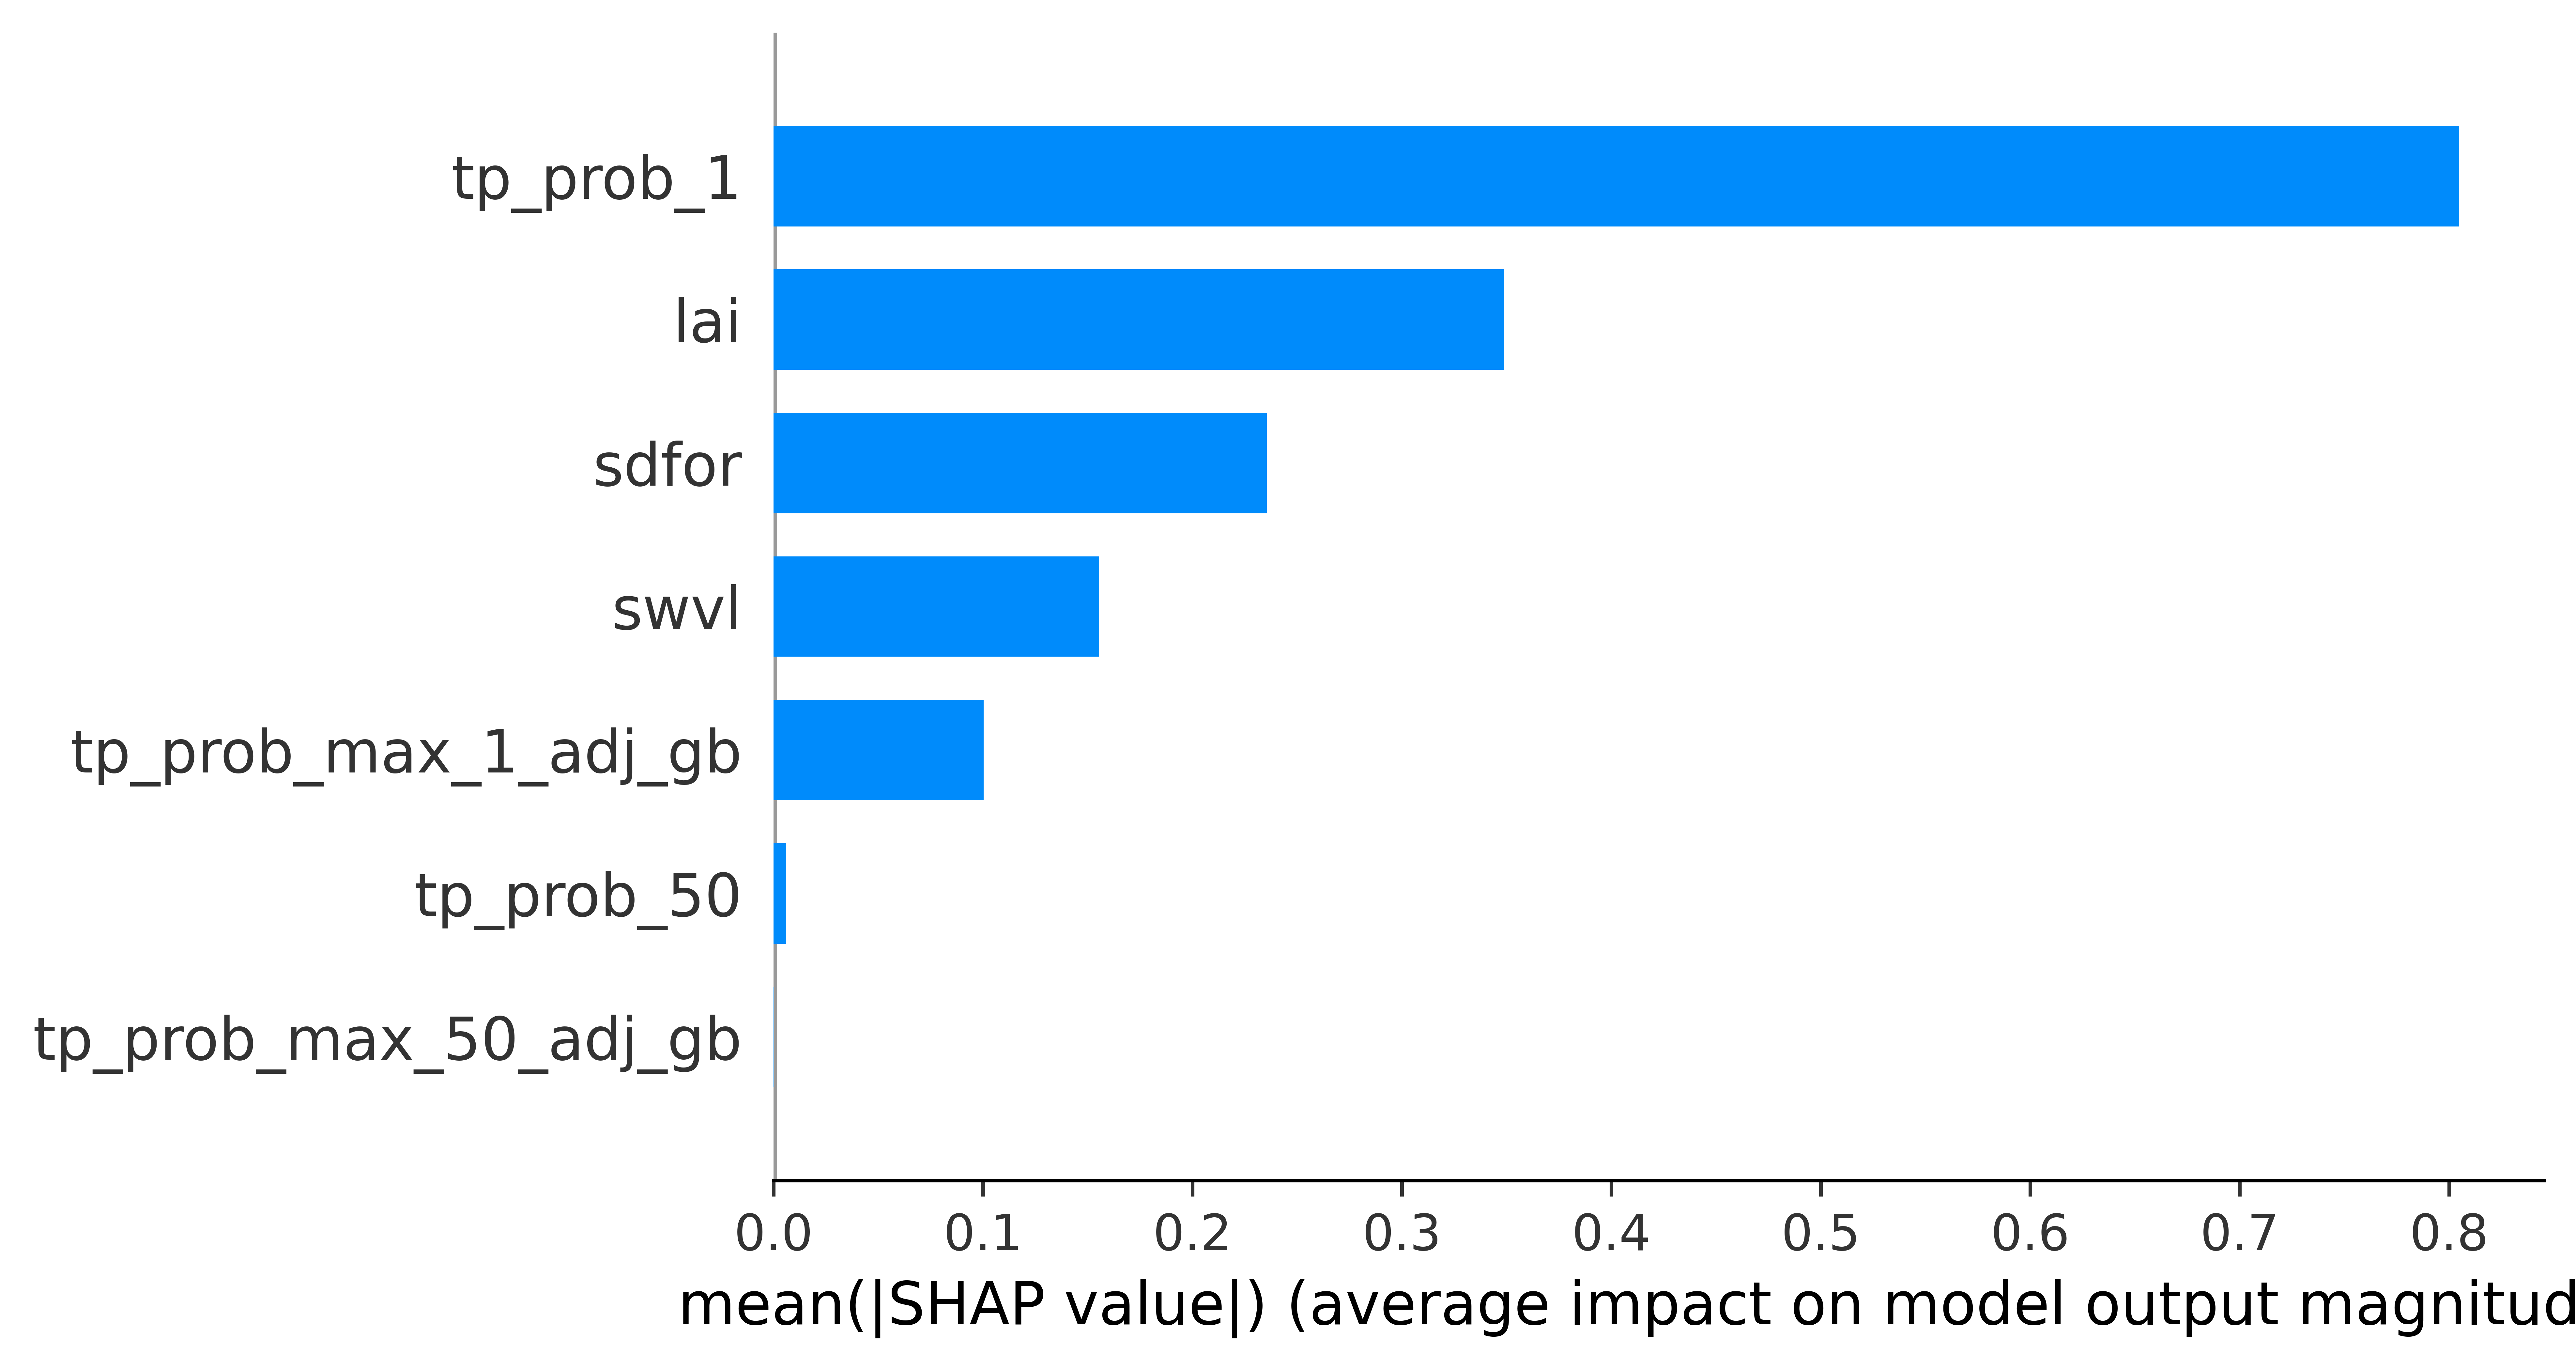 tp_prob_1
lai
sdfor
swvl
tp_prob_max_1_adj_gb
tp_prob_50
tp_prob_max_50_adj_gb
0.0 0.1 0.2 0.3 0.4 0.5 0.6 0.7 0.8
mean(|SHAP value|) (average impact on model output magnitud